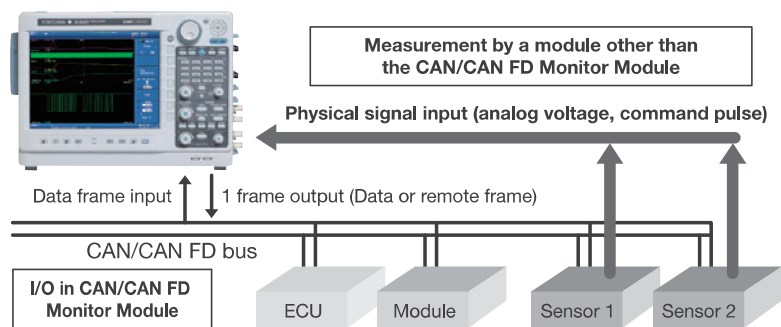 YOKOGAWA
Measurement by a module other than
the CAN/CAN FD Monitor Module
Physical signal input (analog voltage, command pulse)
Data frame input
1 frame output (Data or remote frame)
CAN/CAN FD bus
I/O in CAN/CAN FD
Monitor Module
ECU
Module
Sensor 1
Sensor 2